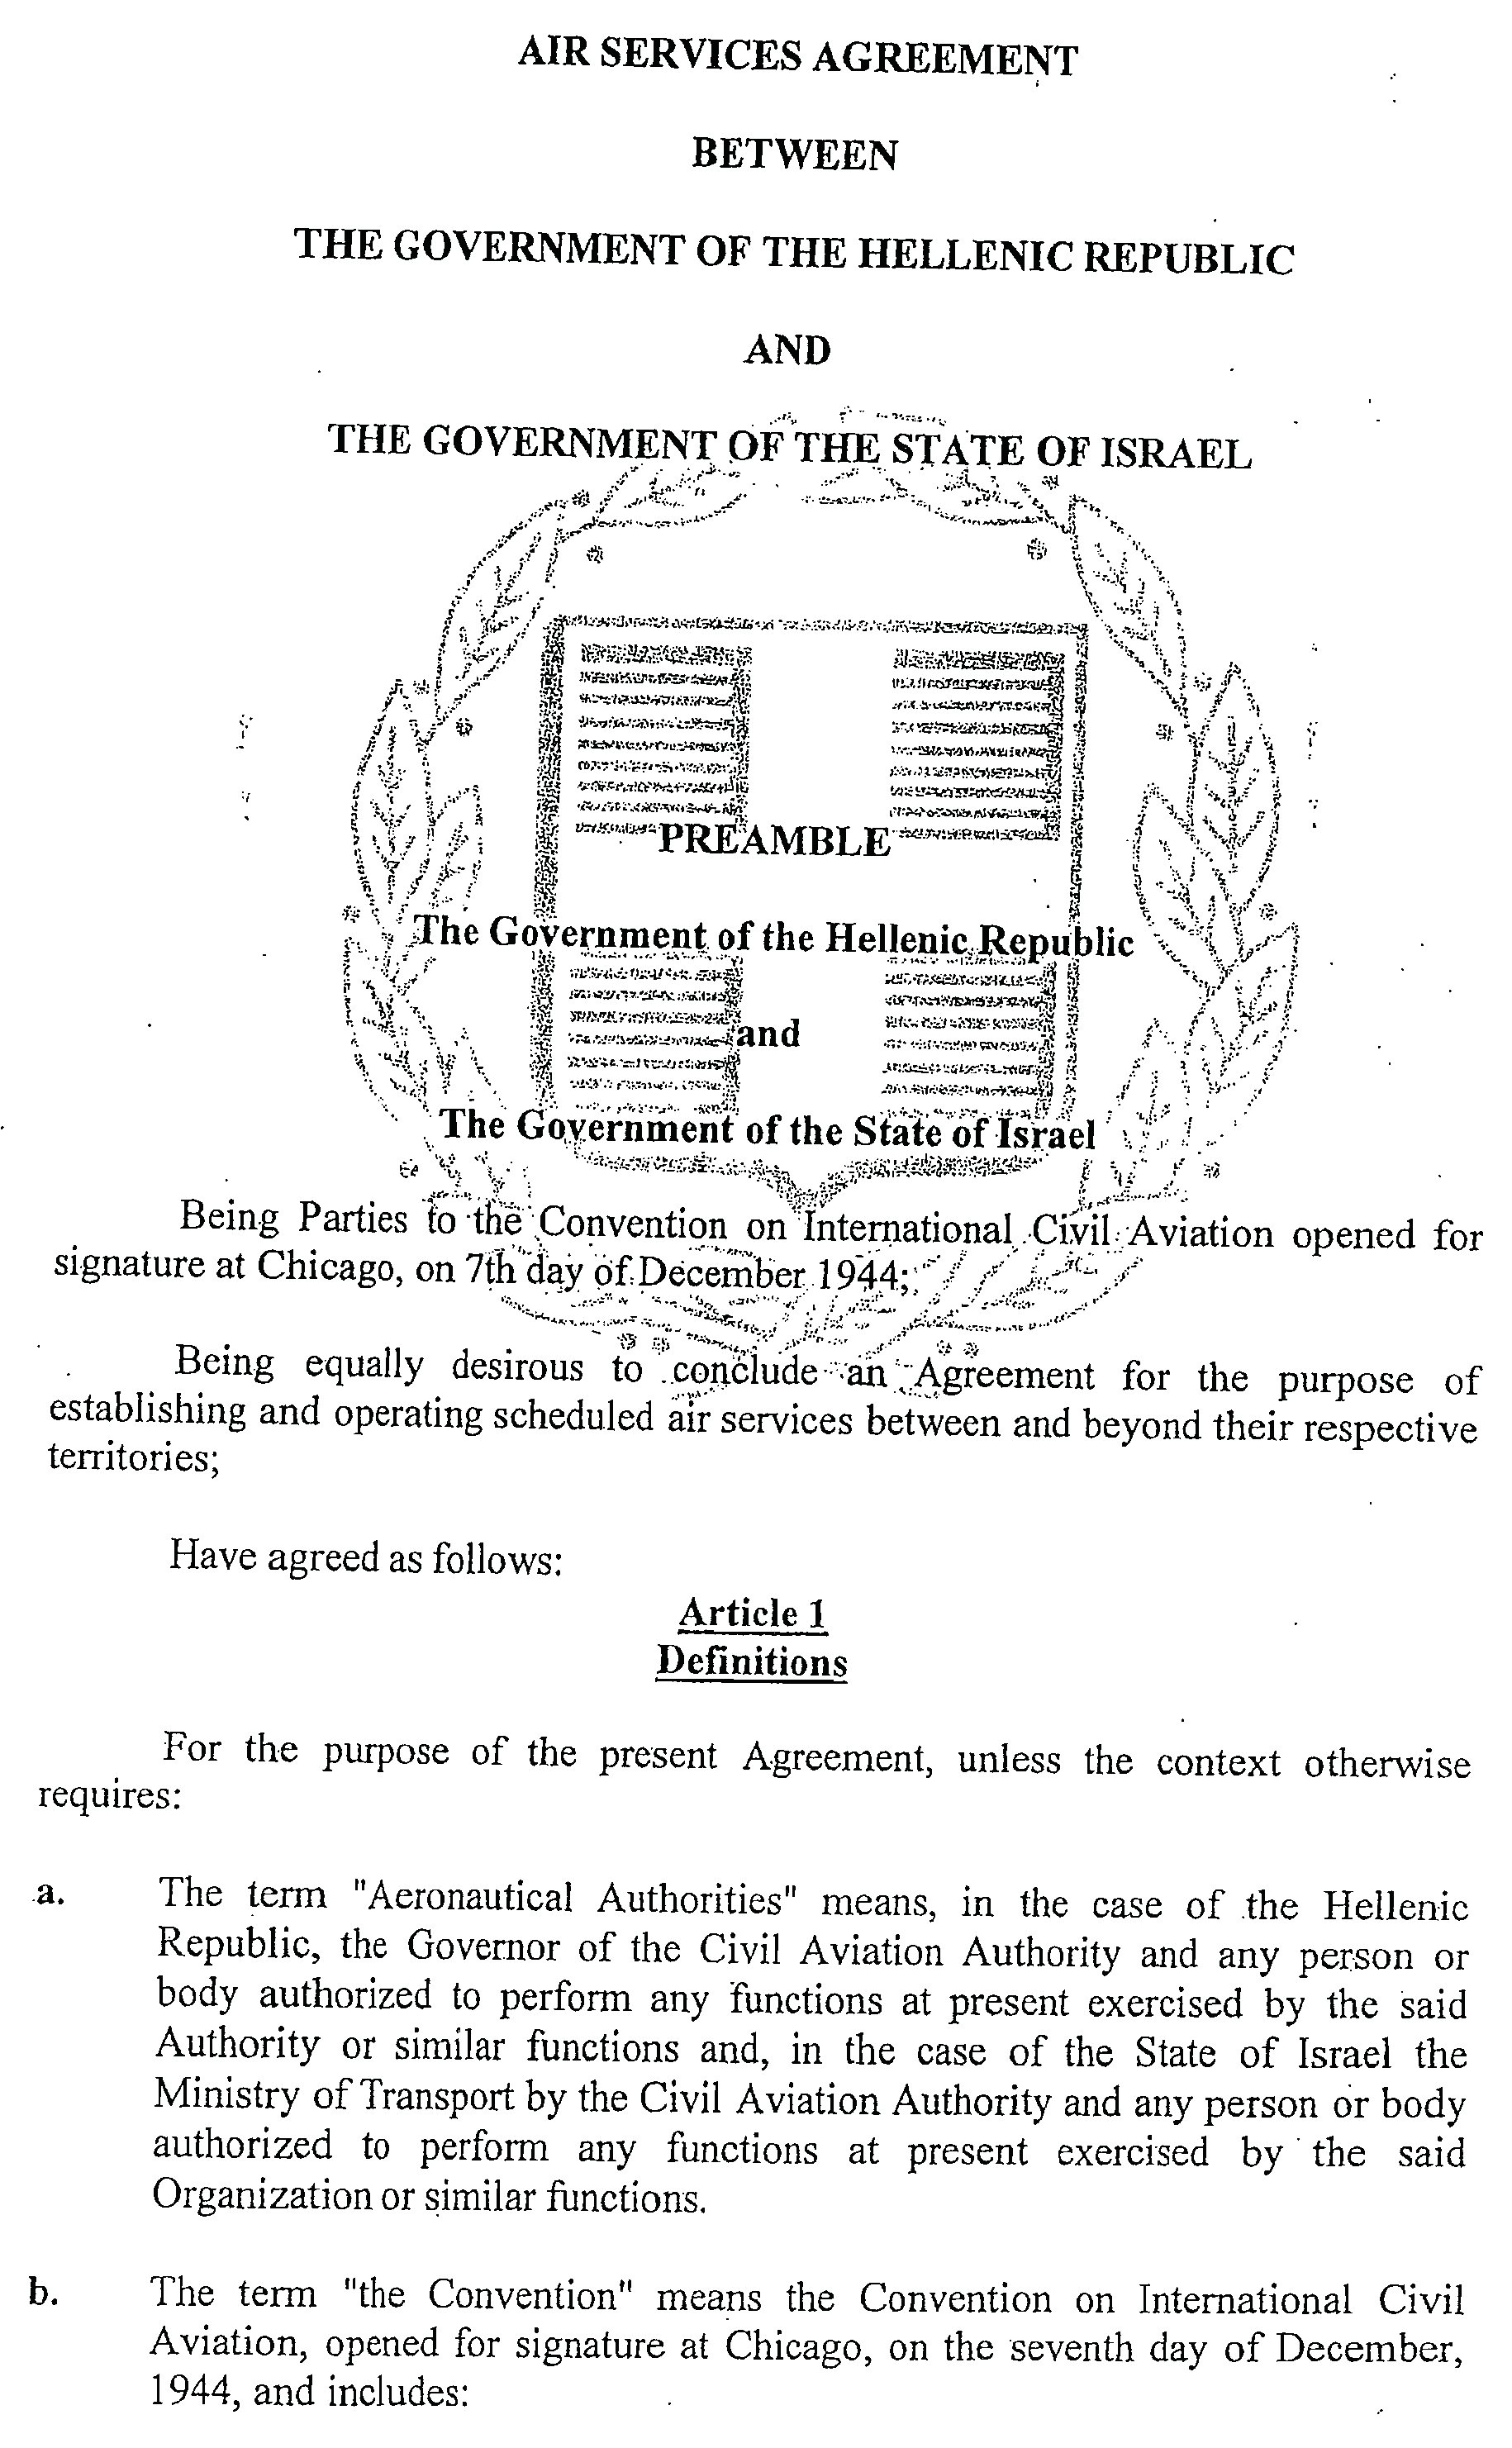 AIR SERVICES AGREEMENT
BETWEEN
THE GOVERNMENT OF THE HELLENIC REPUBLIC
AND
THE GOVERNMENT OF THE STATE OF ISRAEL
PREAMBLE
The Government of the Hellenic Republic
and
The Government of the State of Israel
Being Parties to the Convention on International Civil Aviation opened for
signature at Chicago, on 7th day of December 1944;
Being equally desirous to conclude an Agreement for the purpose of
establishing and operating scheduled air services between and beyond their respective
territories;
Have agreed as follows:
Article 1
Definitions
For the purpose of the present Agreement, unless the context otherwise
requires:
a. The term "Aeronautical Authorities" means, in the case of the Hellenic
Republic, the Governor of the Civil Aviation Authority and any person or
body authorized to perform any functions at present exercised by the said
Authority or similar functions and, in the case of the State of Israel the
Ministry of Transport by the Civil Aviation Authority and any person or body
authorized to perform any functions at present exercised by the said
Organization or similar functions.
b. The term "the Convention" means the Convention on International Civil
Aviation, opened for signature at Chicago, on the seventh day of December,
1944, and includes: